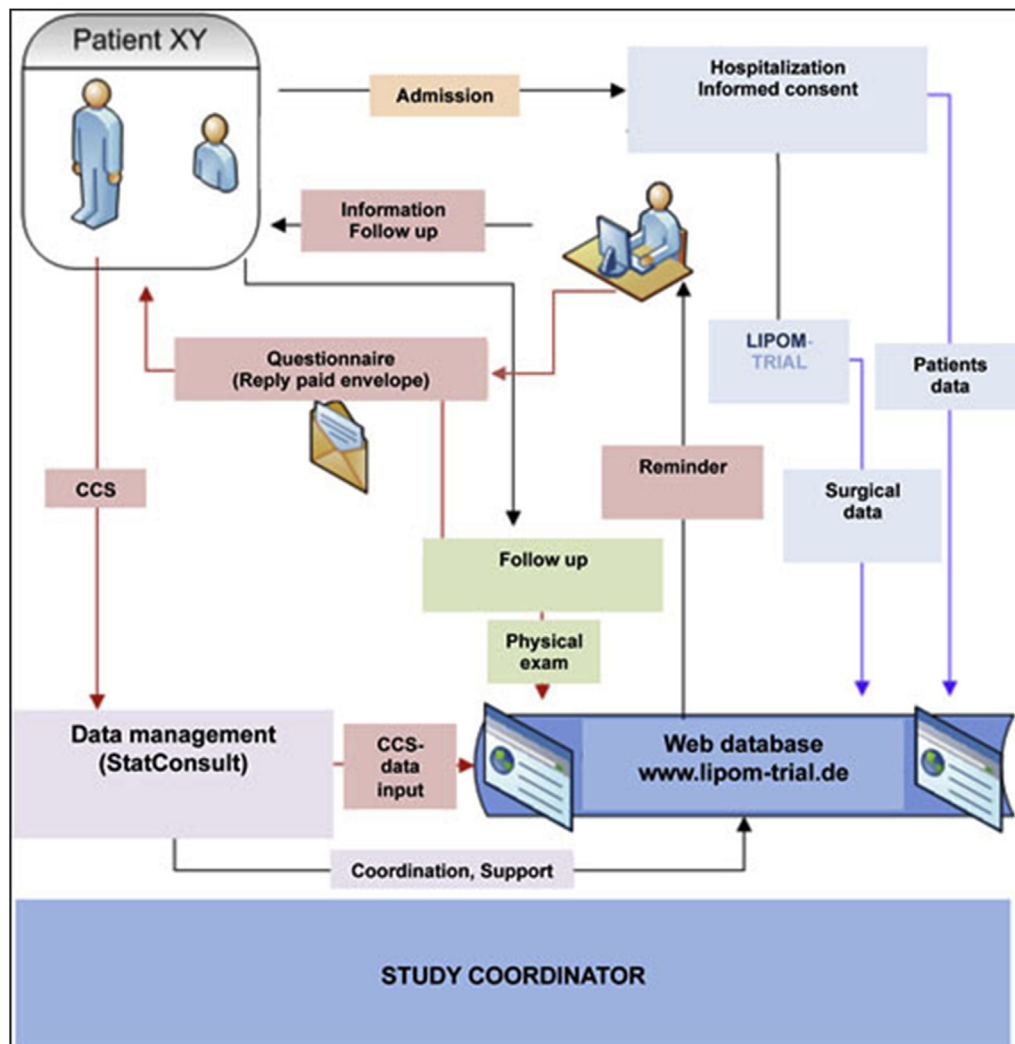 Patient XY
Admission
Hospitalization
Informed consent
Information
Follow up
Questionnaire
(Reply paid envelope)
LIPOM-
TRIAL
Patients
data
CCS
Reminder
Surgical
data
Follow up
Physical
exam
Data management
(StatConsult)
CCS-
data
input
Web database
www.lipom-trial.de
Coordination, Support
STUDY COORDINATOR